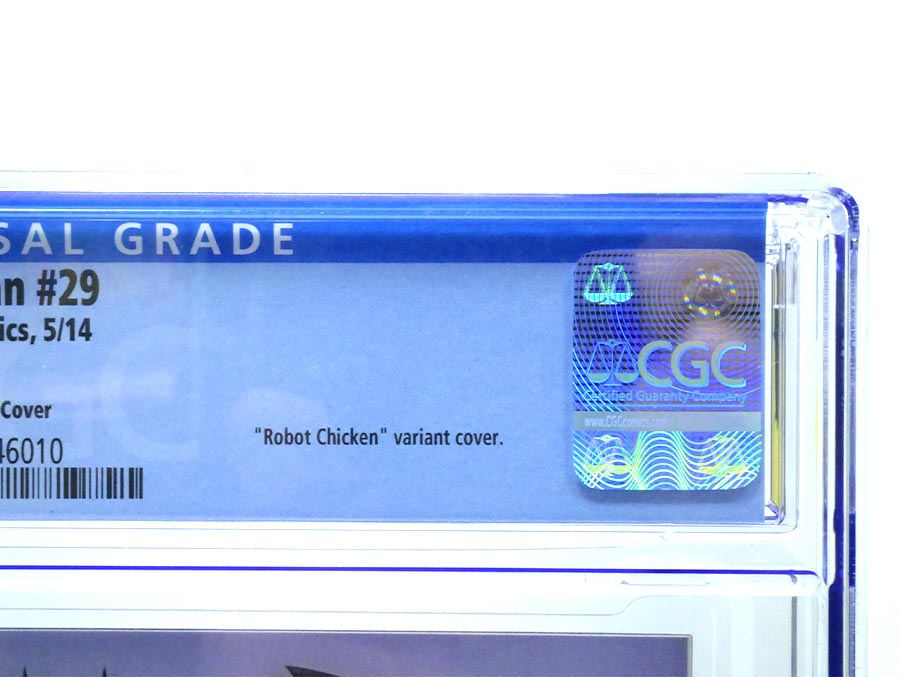 SAL GRADE
an #29
ics, 5/14
Cover
46010
"Robot Chicken" variant cover.
CGC
Certified Guaranty Company
www.CGCcomics.com